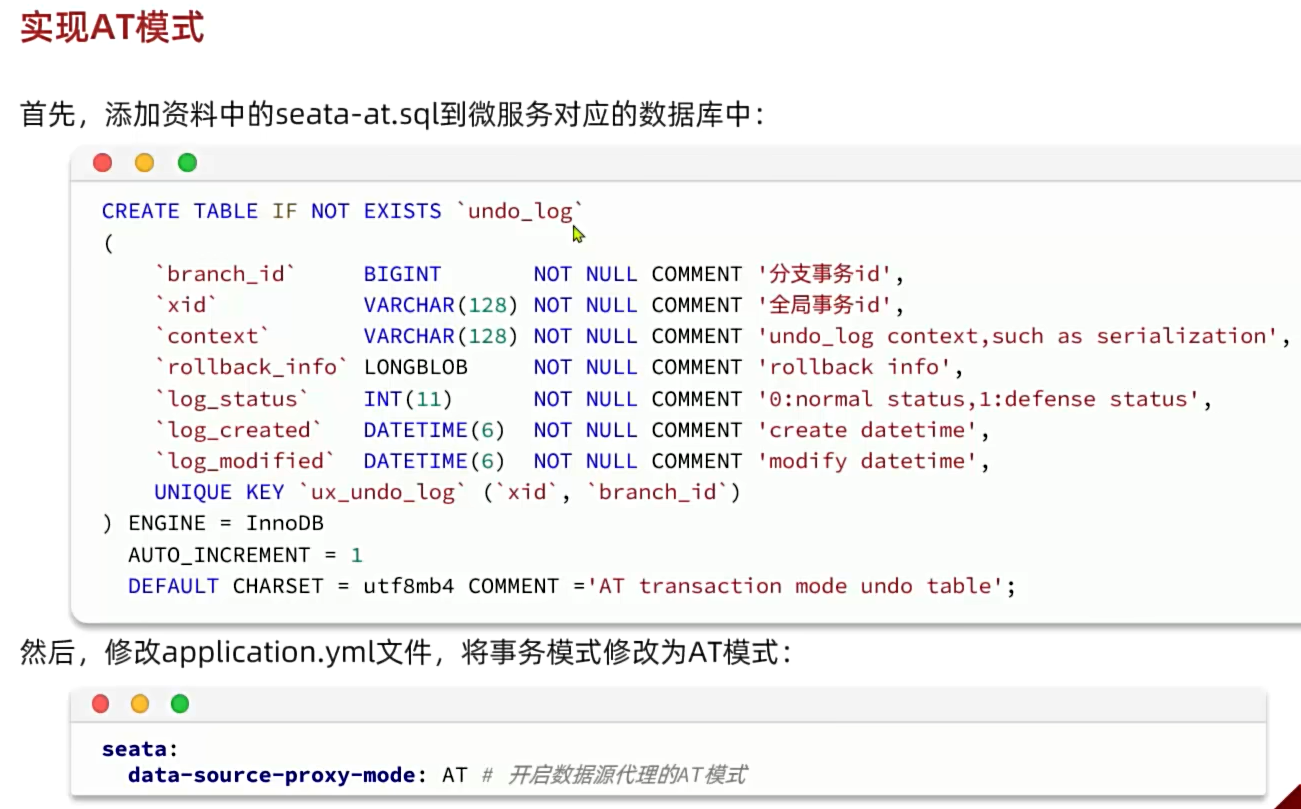 实现AT模式
首先，添加资料中的seata-at.sql到微服务对应的数据库中：
CREATE TABLE IF NOT EXISTS `undo_log`
(
    `branch_id`     BIGINT       NOT NULL COMMENT '分支事务id',
    `xid`           VARCHAR(128) NOT NULL COMMENT '全局事务id',
    `context`       VARCHAR(128) NOT NULL COMMENT 'undo_log context,such as serialization',
    `rollback_info` LONGBLOB     NOT NULL COMMENT 'rollback info',
    `log_status`    INT(11)      NOT NULL COMMENT '0:normal status,1:defense status',
    `log_created`   DATETIME(6)  NOT NULL COMMENT 'create datetime',
    `log_modified`  DATETIME(6)  NOT NULL COMMENT 'modify datetime',
    UNIQUE KEY `ux_undo_log` (`xid`, `branch_id`)
) ENGINE = InnoDB
  AUTO_INCREMENT = 1
  DEFAULT CHARSET = utf8mb4 COMMENT ='AT transaction mode undo table';
然后，修改application.yml文件，将事务模式修改为AT模式：
seata:
  data-source-proxy-mode: AT # 开启数据源代理的AT模式